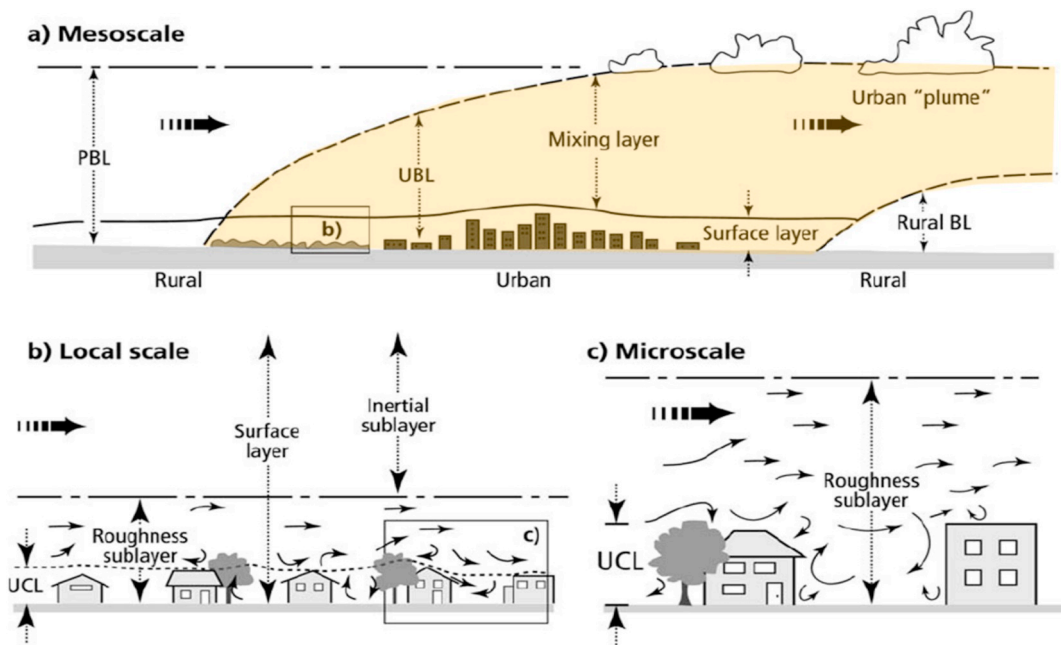 a) Mesoscale
Urban "plume"
Mixing layer
PBL
UBL
b)
Surface layer
Rural BL
Rural
Urban
Rural
b) Local scale
Inertial
sublayer
Surface
layer
Roughness
sublayer
c)
UCL
c) Microscale
Roughness
sublayer
UCL